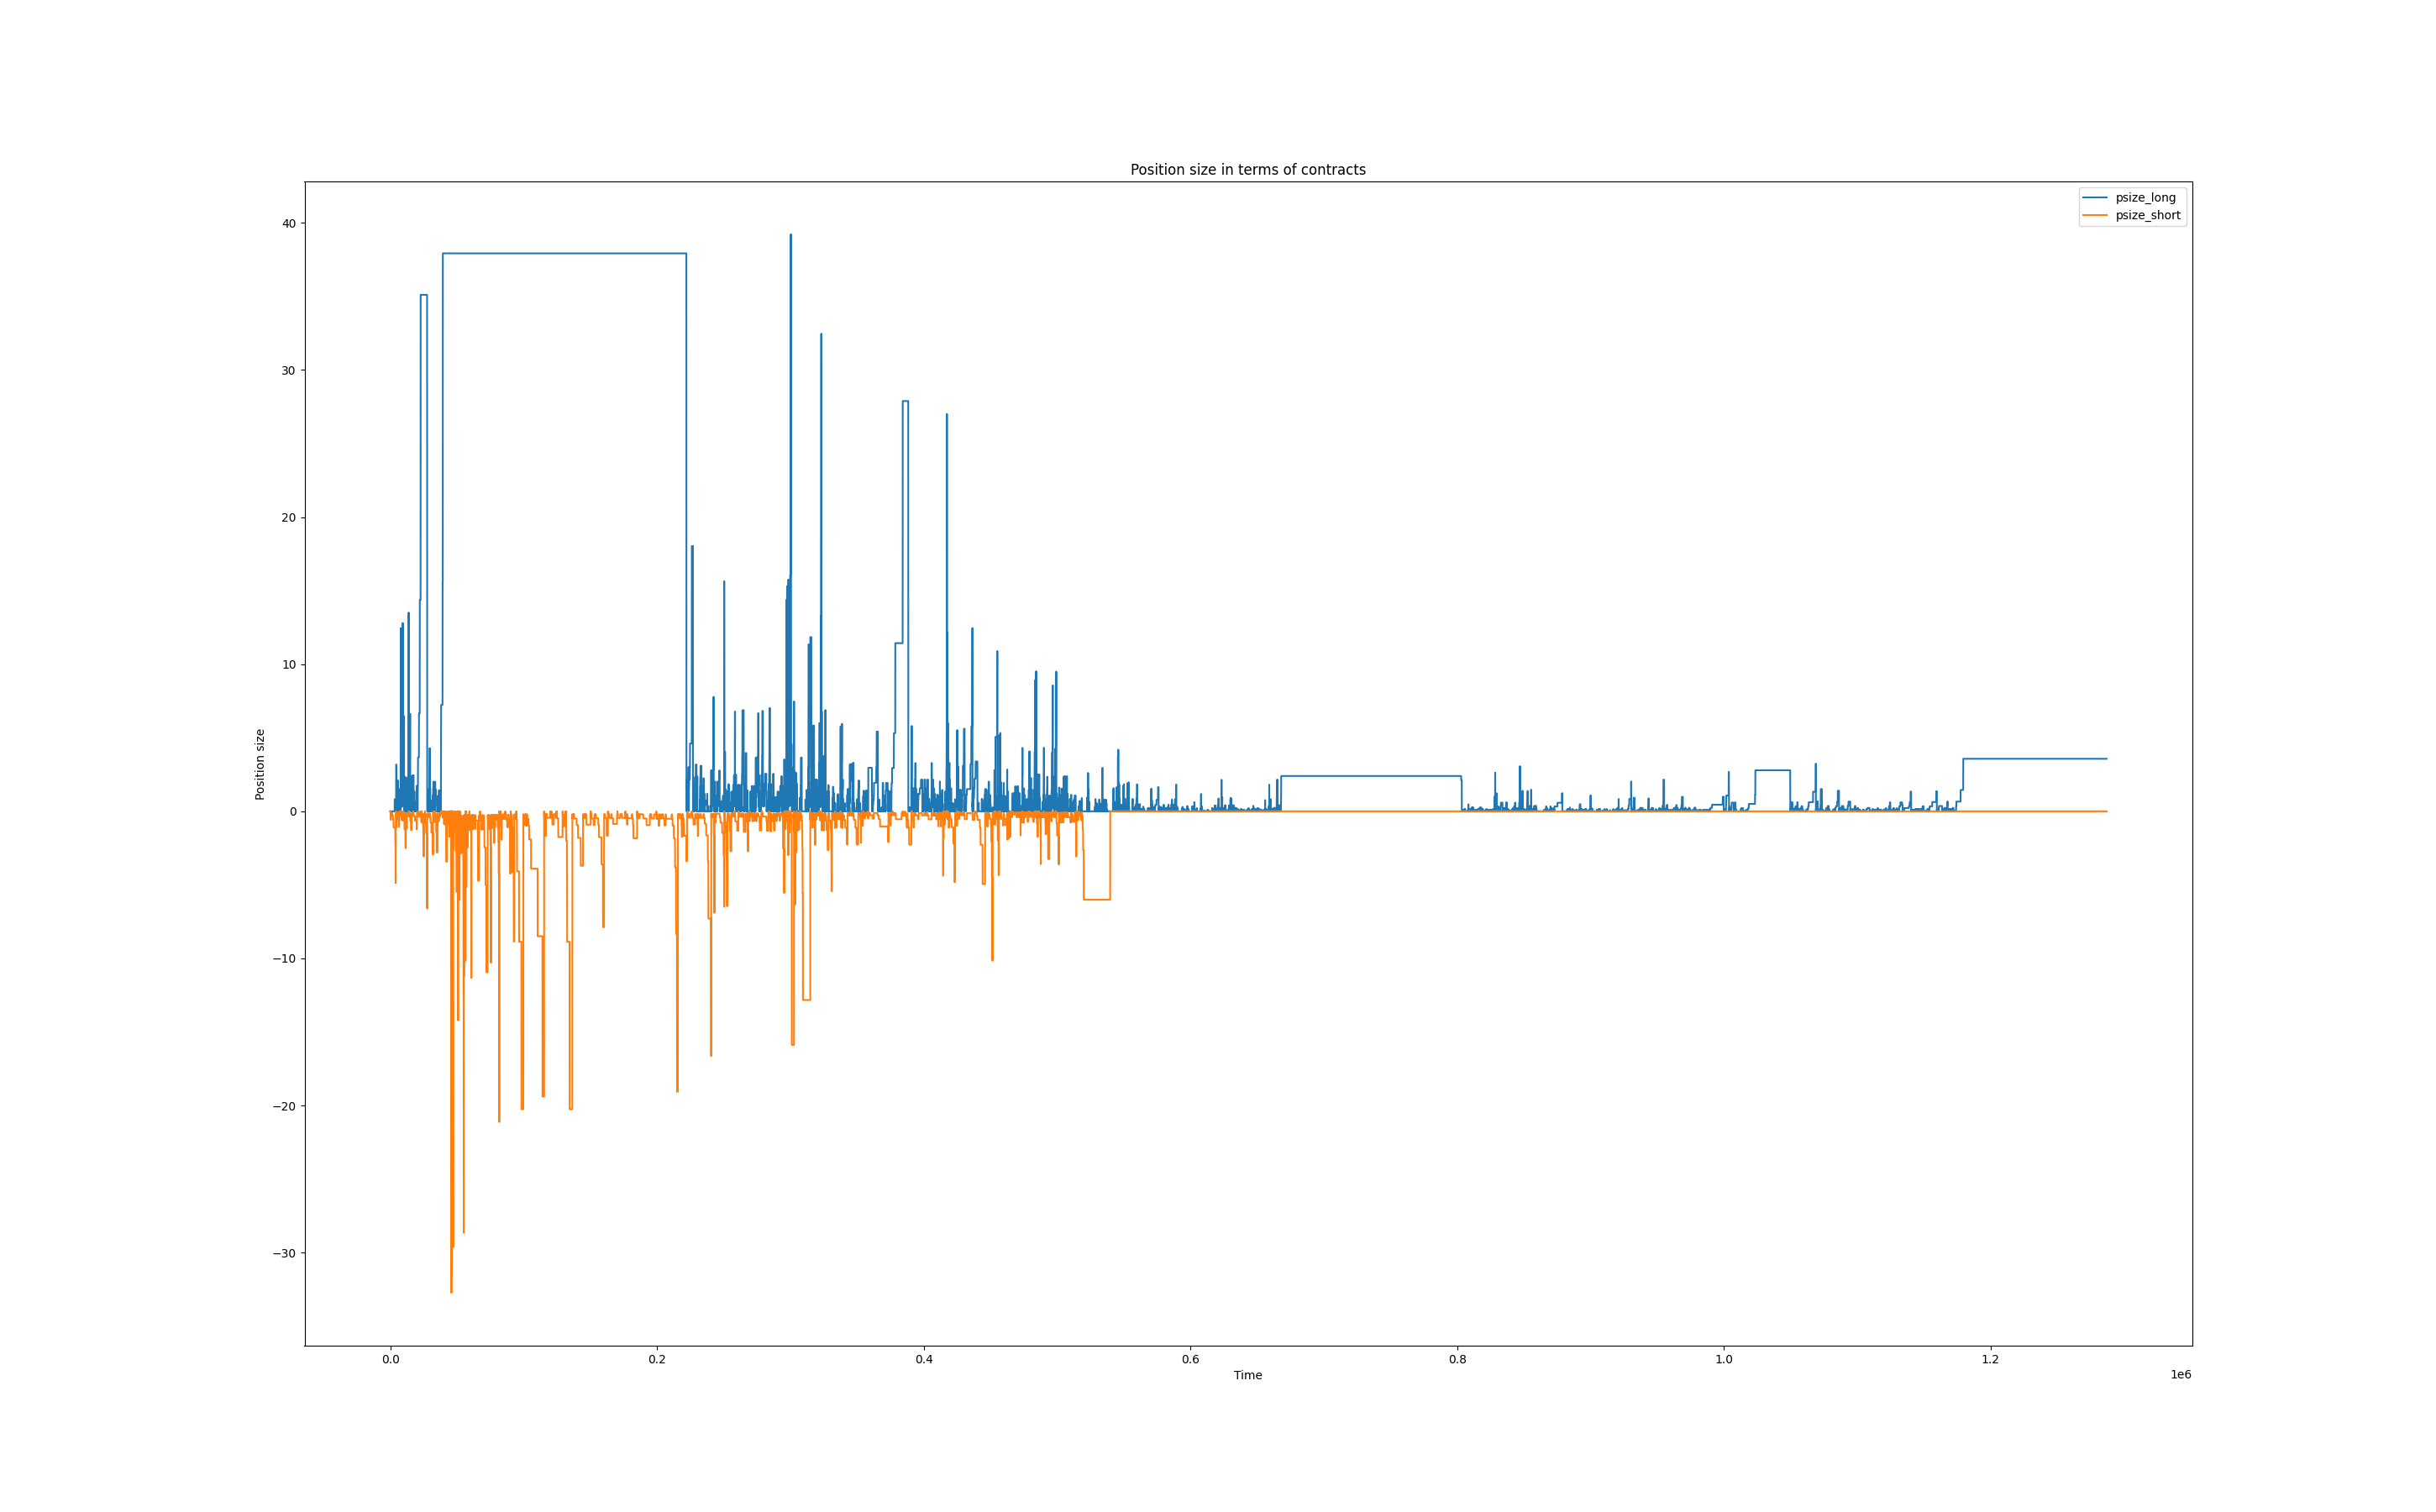 Position size in terms of contracts
psize_long
psize_short
40
30
20
10
0
−10
−20
−30
Position size
0.0
0.2
0.4
0.6
0.8
1.0
1.2
1e6
Time